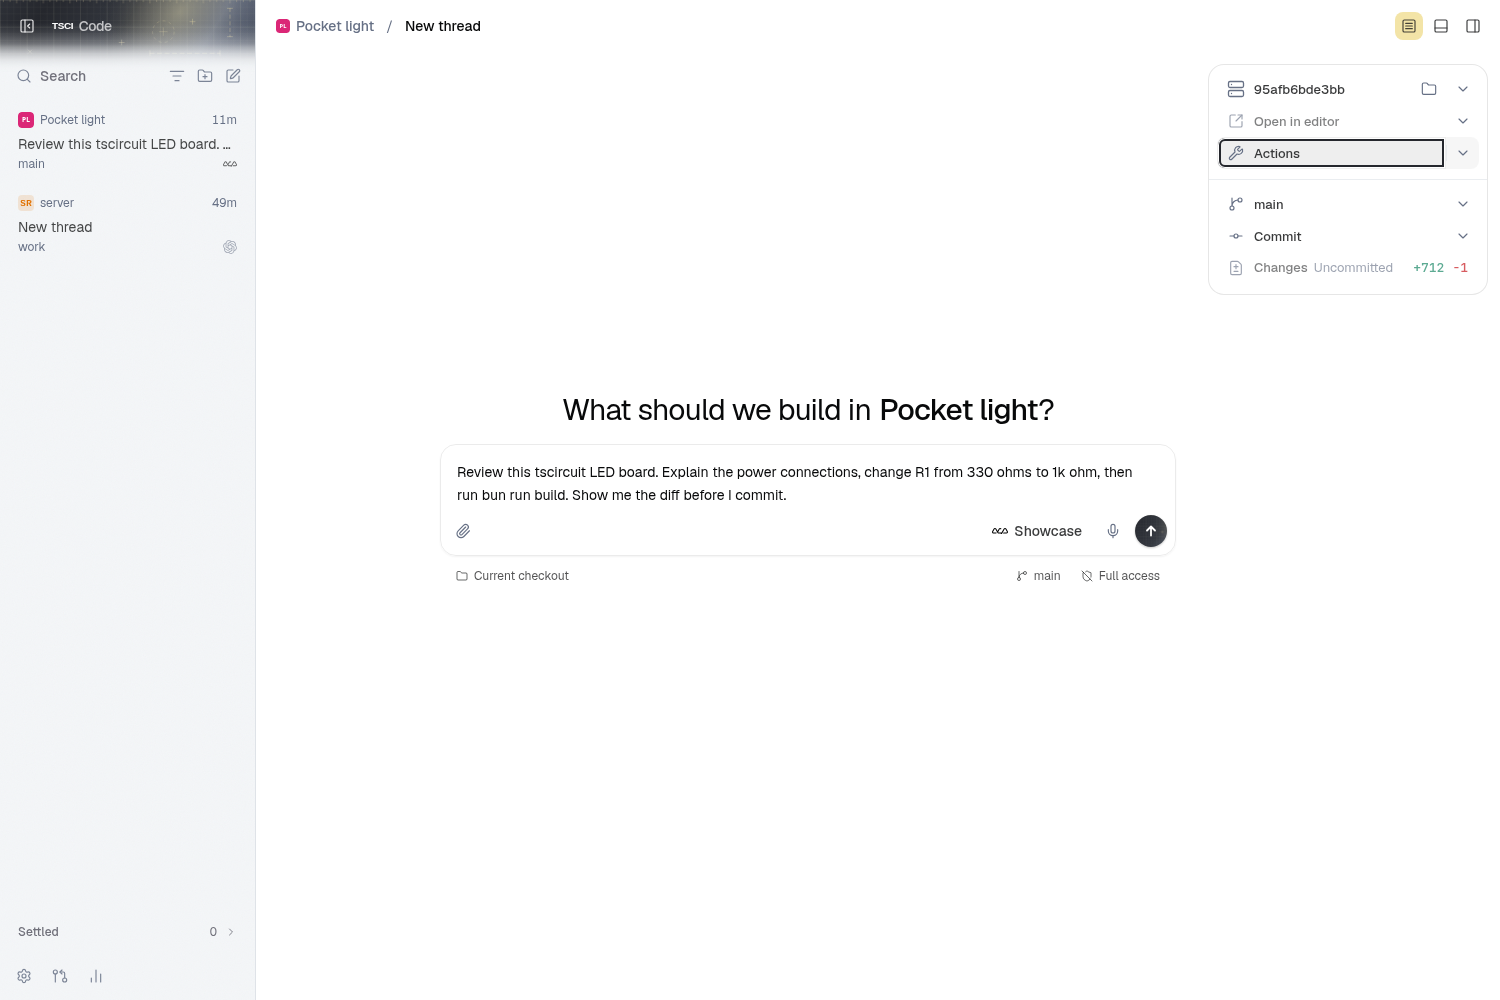 TSCI Code
Search
PL Pocket light 11m
Review this tscircuit LED board. ...
main
SR server 49m
New thread
work
Settled 0
PL Pocket light / New thread
95afb6bde3bb
Open in editor
Actions
main
Commit
Changes Uncommitted +712 -1
What should we build in Pocket light?
Review this tscircuit LED board. Explain the power connections, change R1 from 330 ohms to 1k ohm, then
run bun run build. Show me the diff before I commit.
Showcase
Current checkout main Full access